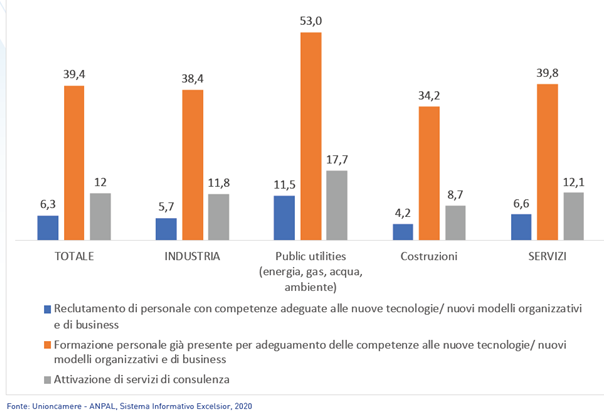 53,0
39,4
38,4
39,8
34,2
17,7
12
11,8
11,5
12,1
8,7
6,3
5,7
4,2
6,6
TOTALE
INDUSTRIA
Public utilities
(energia, gas, acqua,
ambiente)
Costruzioni
SERVIZI
Reclutamento di personale con competenze adeguate alle nuove tecnologie/ nuovi modelli organizzativi
e di business
Formazione personale già presente per adeguamento delle competenze alle nuove tecnologie/ nuovi
modelli organizzativi e di business
Attivazione di servizi di consulenza
Fonte: Unioncamere - ANPAL, Sistema Informativo Excelsior, 2020